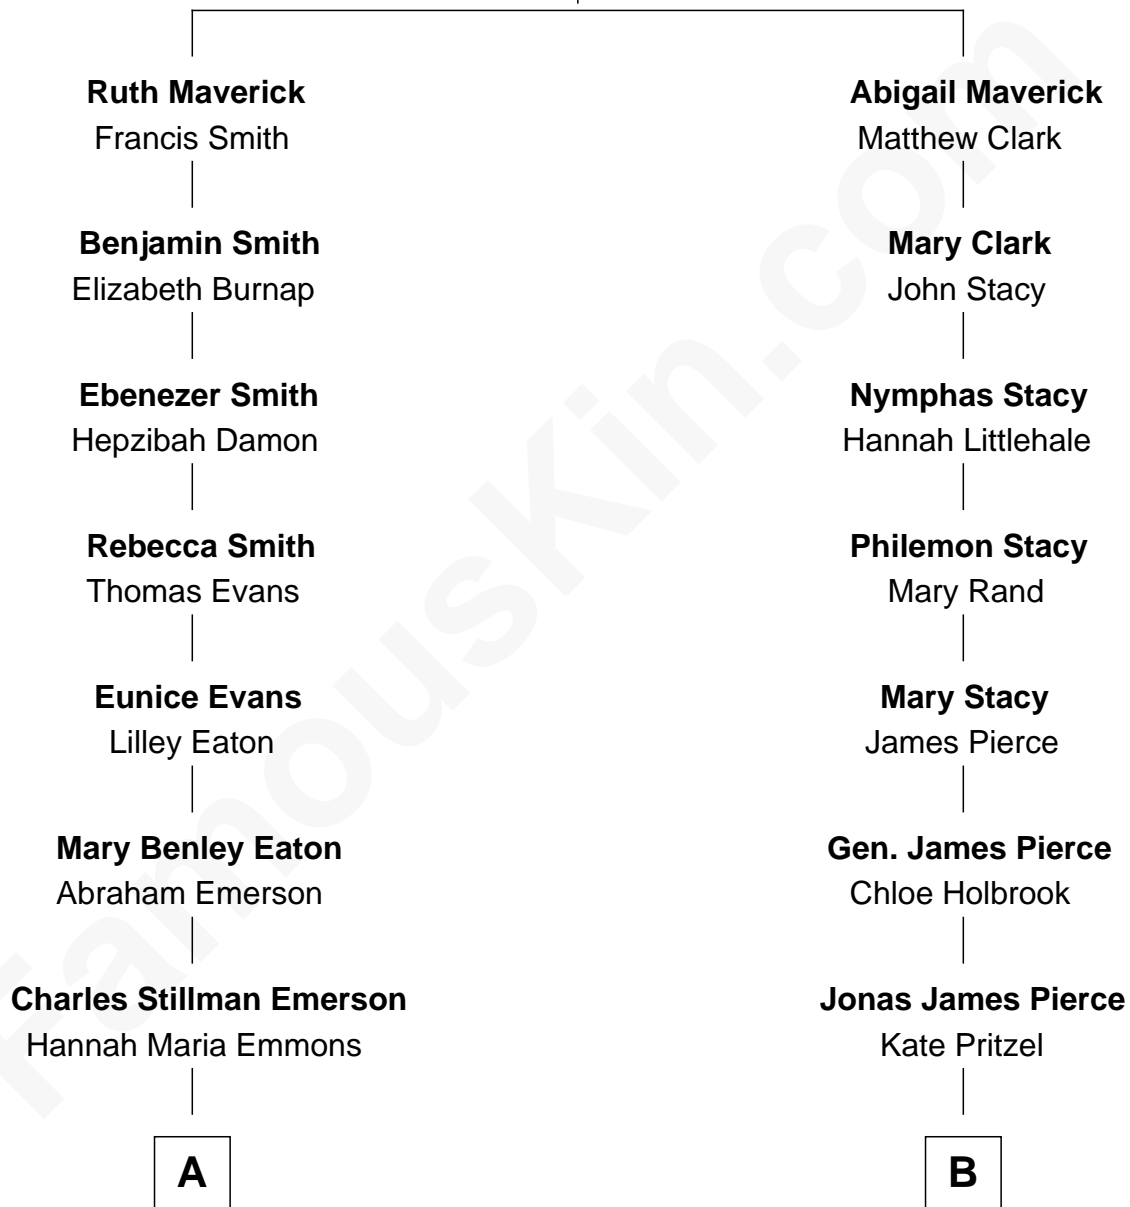 Ruth Maverick
Francis Smith
Abigail Maverick
Matthew Clark
Benjamin Smith
Elizabeth Burnap
Mary Clark
John Stacy
Ebenezer Smith
Hepzibah Damon
Nymphas Stacy
Hannah Littlehale
Rebecca Smith
Thomas Evans
Philemon Stacy
Mary Rand
Eunice Evans
Lilley Eaton
Mary Stacy
James Pierce
Mary Benley Eaton
Abraham Emerson
Gen. James Pierce
Chloe Holbrook
Charles Stillman Emerson
Hannah Maria Emmons
Jonas James Pierce
Kate Pritzel
A
B
FamousKin.com